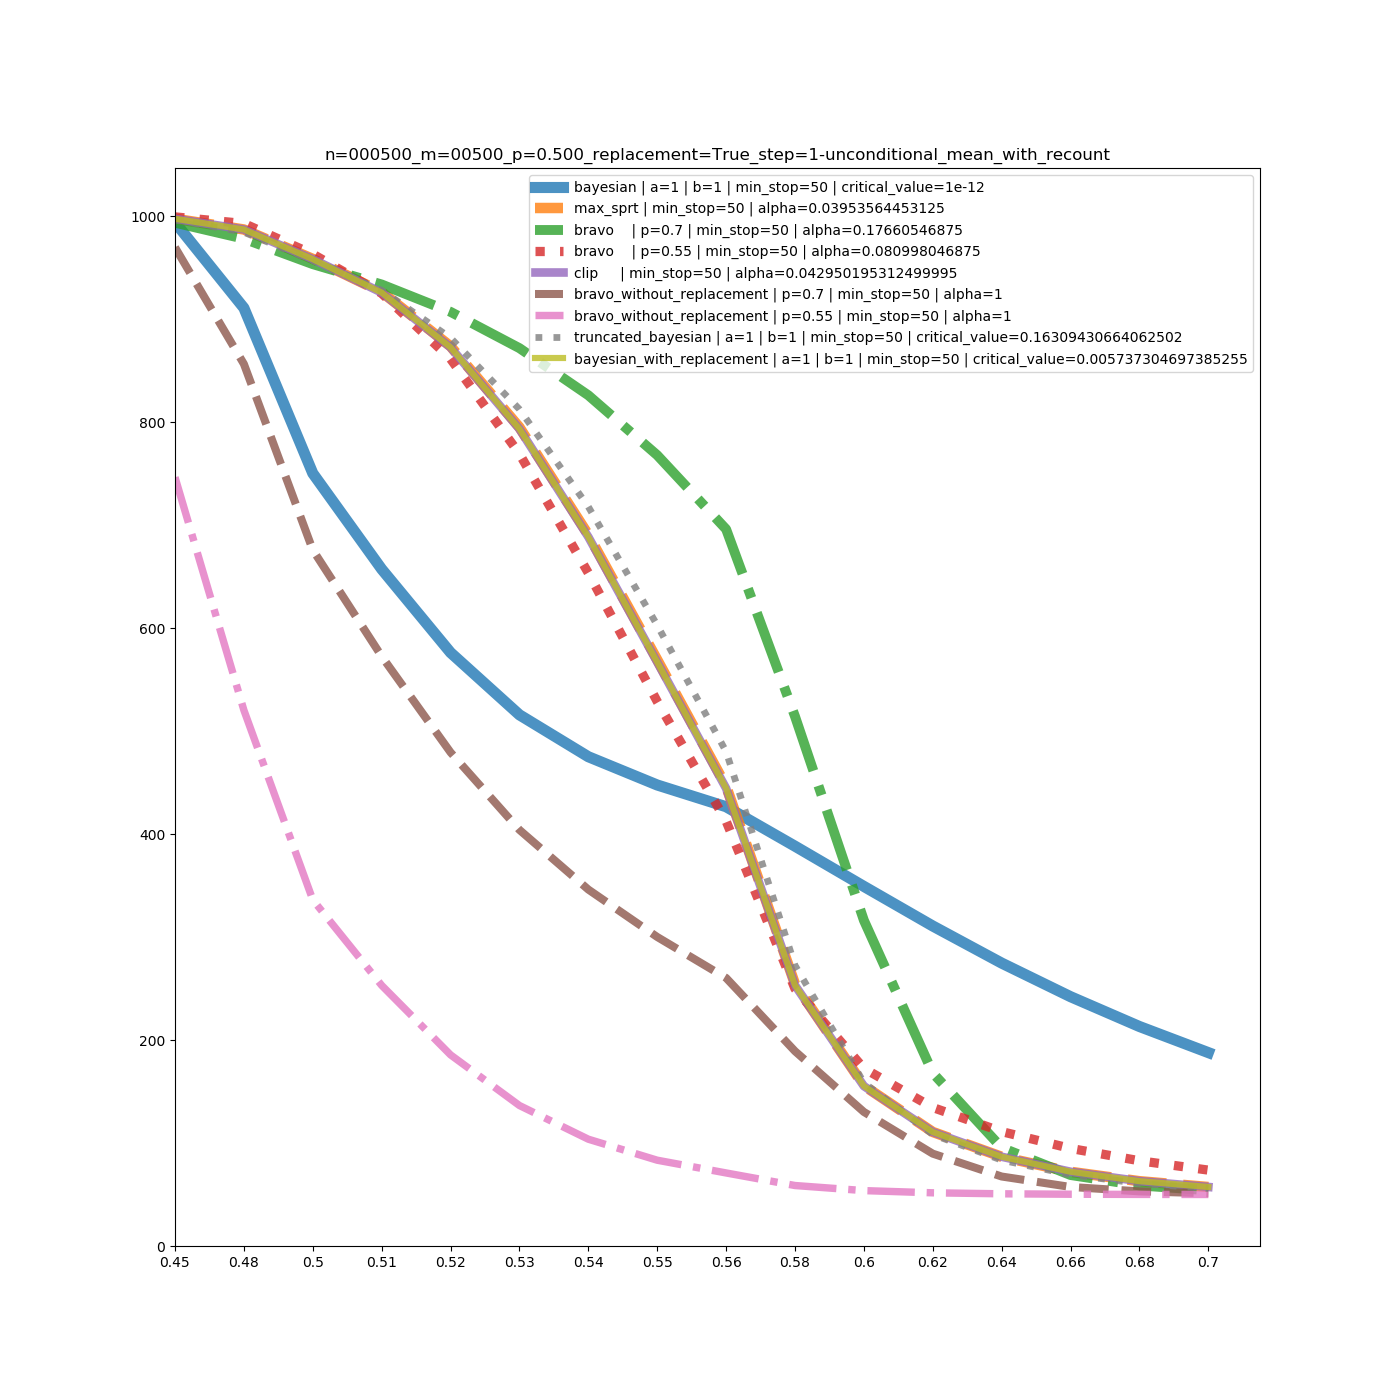 n=000500_m=00500_p=0.500_replacement=True_step=1-unconditional_mean_with_recount
bayesian | a=1 | b=1 | min_stop=50 | critical_value=1e-12
max_sprt | min_stop=50 | alpha=0.03953564453125
bravo | p=0.7 | min_stop=50 | alpha=0.17660546875
bravo | p=0.55 | min_stop=50 | alpha=0.080998046875
clip | min_stop=50 | alpha=0.042950195312499995
bravo_without_replacement | p=0.7 | min_stop=50 | alpha=1
bravo_without_replacement | p=0.55 | min_stop=50 | alpha=1
truncated_bayesian | a=1 | b=1 | min_stop=50 | critical_value=0.16309430664062502
bayesian_with_replacement | a=1 | b=1 | min_stop=50 | critical_value=0.005737304697385255
1000
800
600
400
200
0
0.45 0.48 0.5 0.51 0.52 0.53 0.54 0.55 0.56 0.58 0.6 0.62 0.64 0.66 0.68 0.7